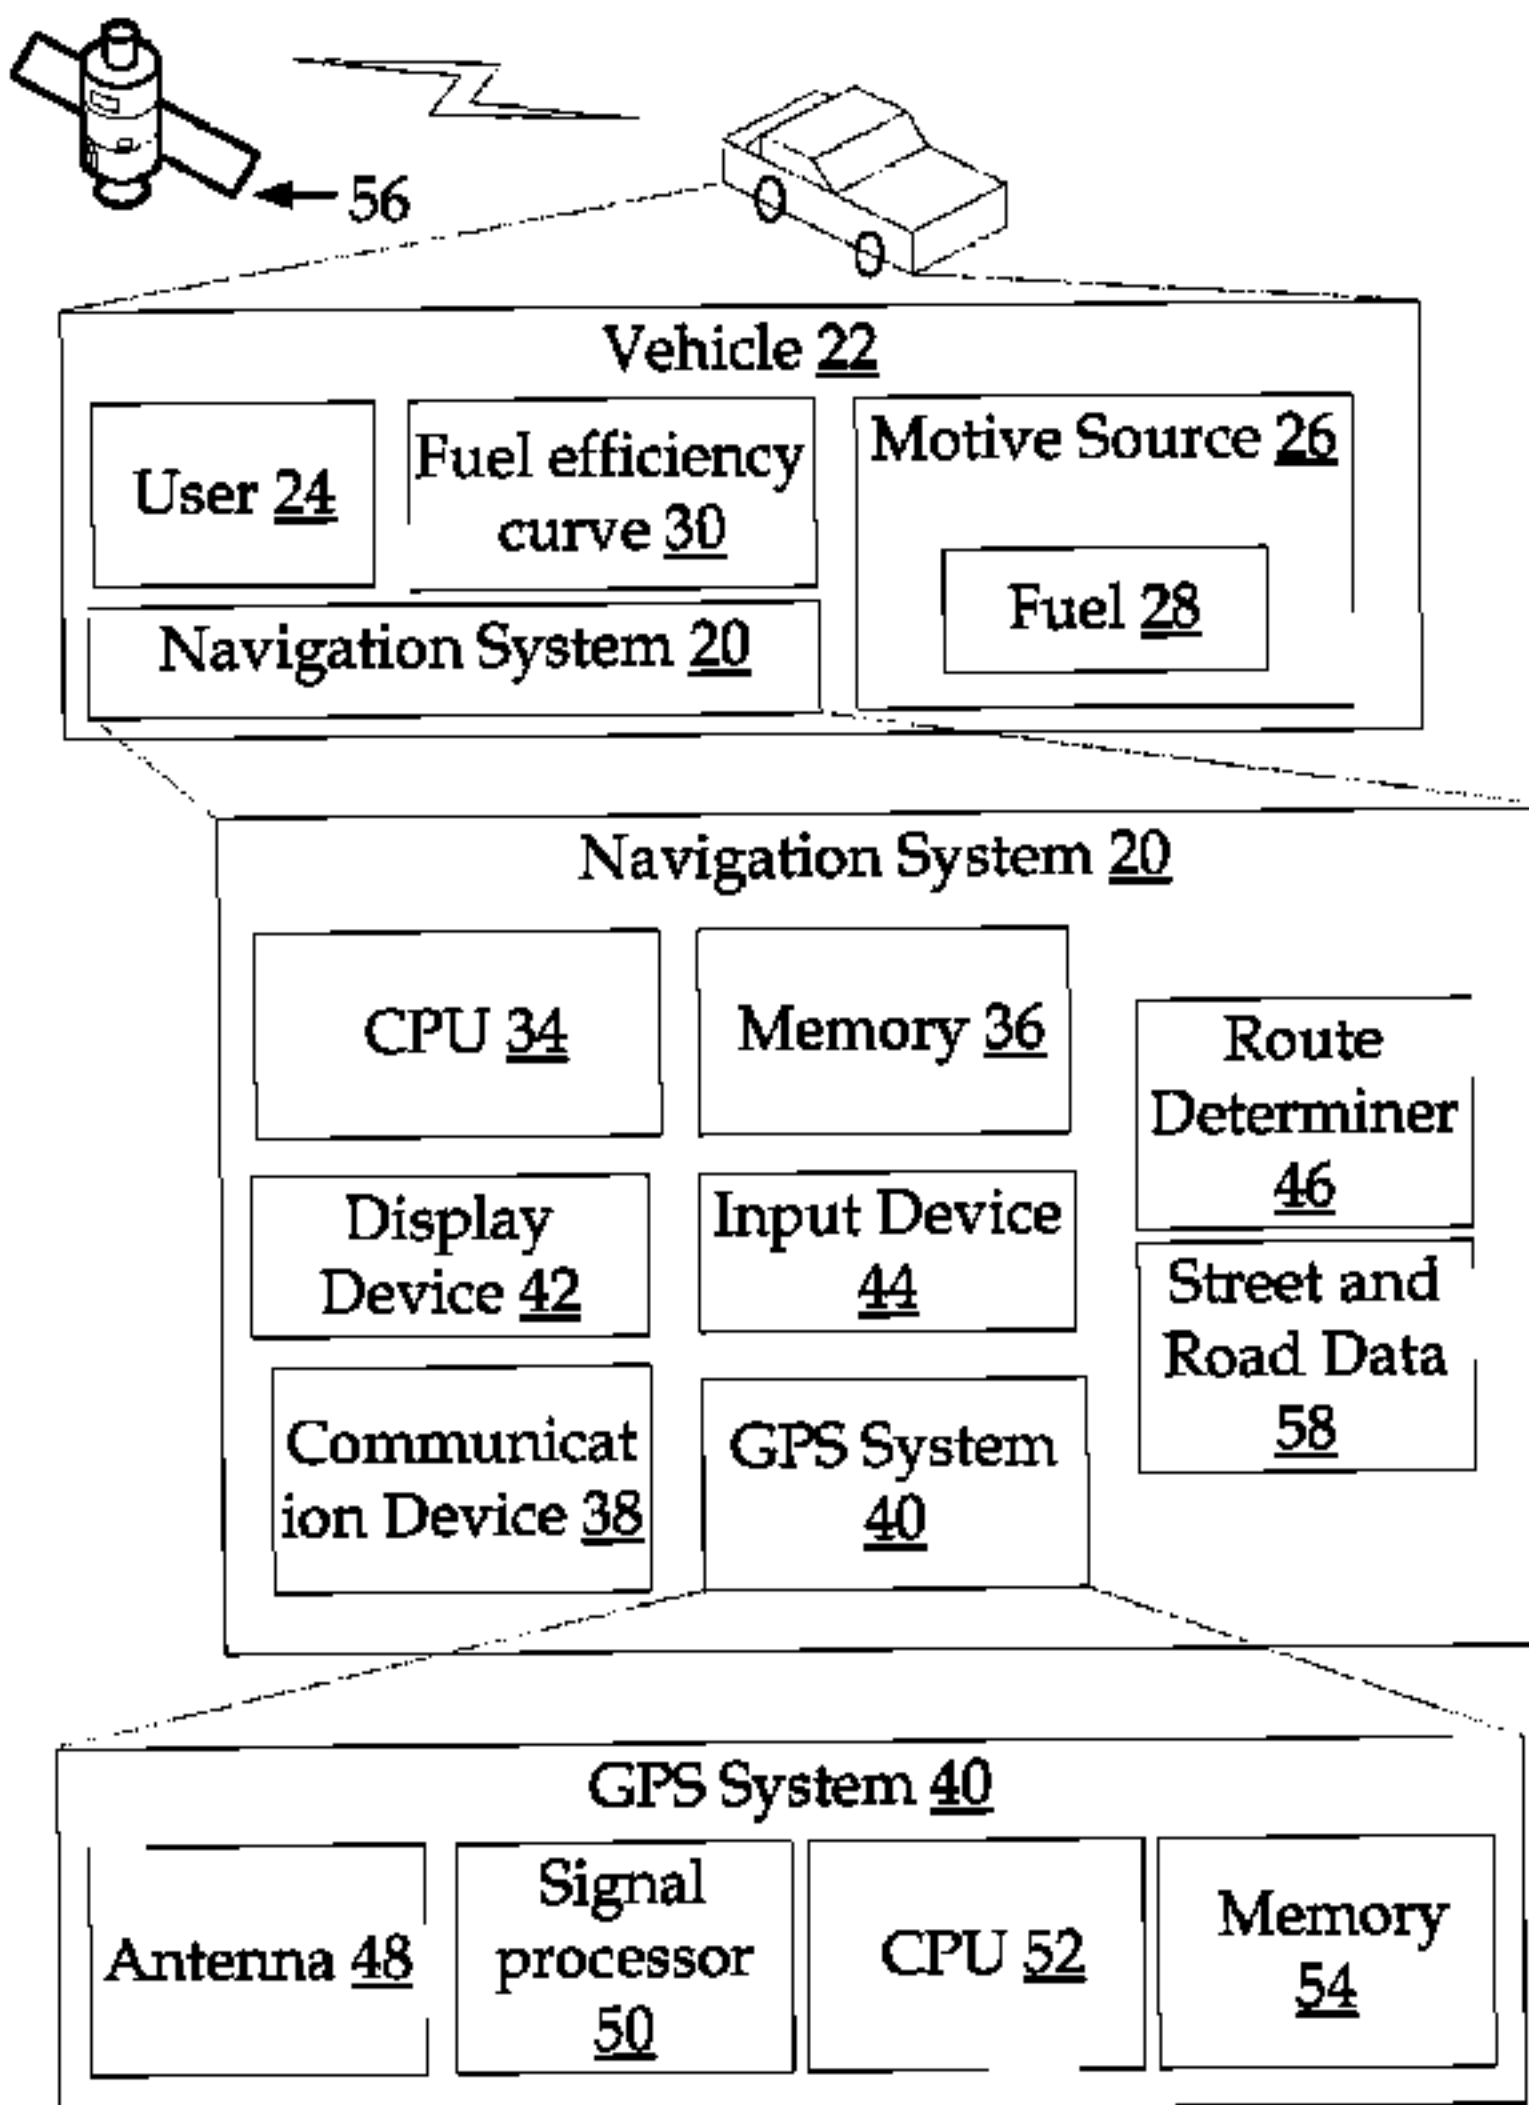 56
Vehicle 22
User 24
Fuel efficiency
curve 30
Motive Source 26
Fuel 28
Navigation System 20
Navigation System 20
CPU 34
Memory 36
Route
Determiner
46
Display
Device 42
Input Device
44
Street and
Road Data
58
Communicat
ion Device 38
GPS System
40
GPS System 40
Antenna 48
Signal
processor
50
CPU 52
Memory
54